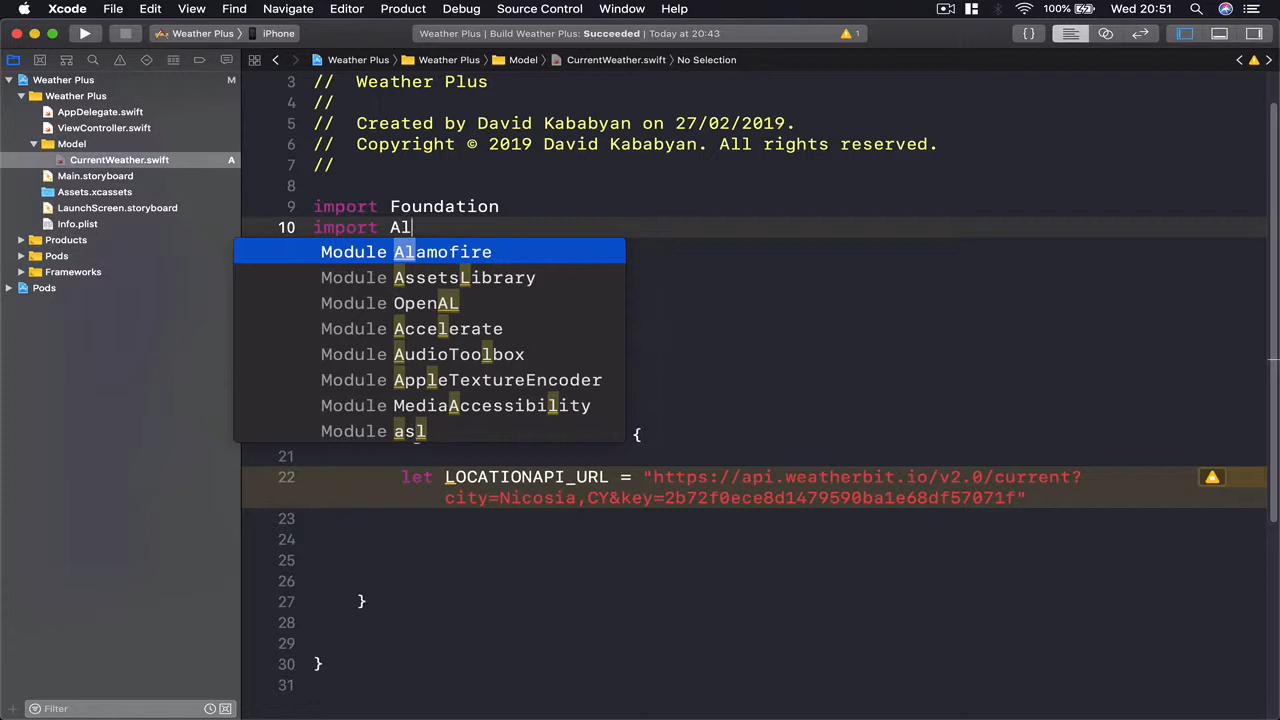 Xcode File Edit View Find Navigate Editor Product Debug Source Control Window Help 100% Wed 20:51
Weather Plus iPhone Weather Plus | Build Weather Plus: Succeeded | Today at 20:43 1
Weather Plus Weather Plus Model CurrentWeather.swift No Selection
Weather Plus M
Weather Plus
AppDelegate.swift
ViewController.swift
Model
CurrentWeather.swift A
Main.storyboard
Assets.xcassets
LaunchScreen.storyboard
Info.plist
Products
Pods
Frameworks
Pods
Filter
3 // Weather Plus
4 //
5 // Created by David Kababyan on 27/02/2019.
6 // Copyright © 2019 David Kababyan. All rights reserved.
7 //
8
9 import Foundation
10 import Al
Module Alamofire
Module AssetsLibrary
Module OpenAL
Module Accelerate
Module AudioToolbox
Module AppleTextureEncoder
Module MediaAccessibility
Module asl
{
21
22 let LOCATIONAPI_URL = "https://api.weatherbit.io/v2.0/current?
city=Nicosia,CY&key=2b72f0ece8d1479590ba1e68df57071f"
23
24
25
26
27 }
28
29
30 }
31